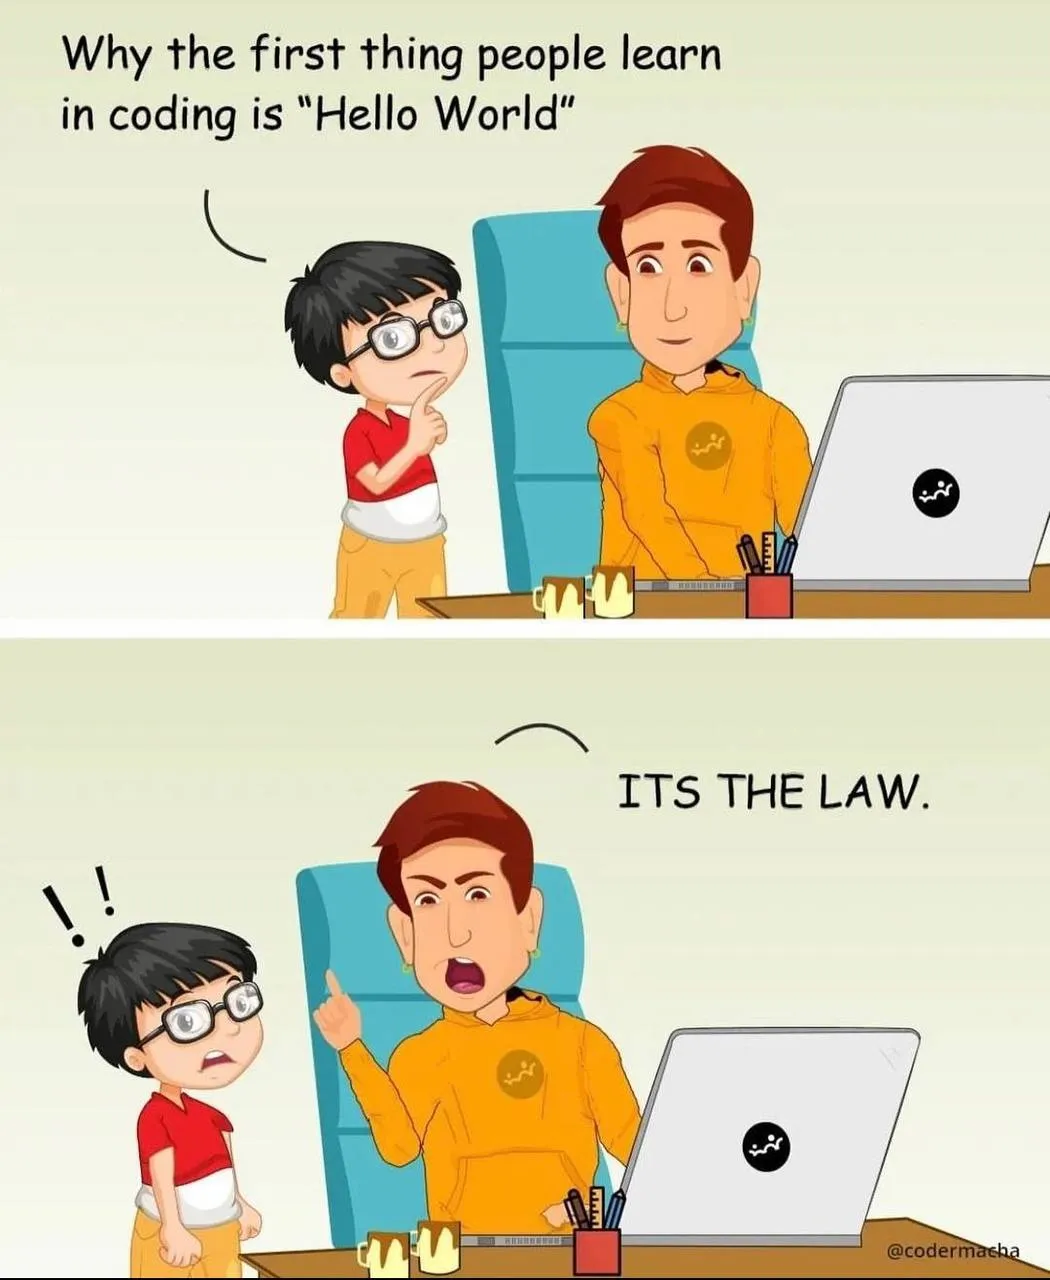 Why the first thing people learn
in coding is “Hello World”
! !
ITS THE LAW.
@codermacha